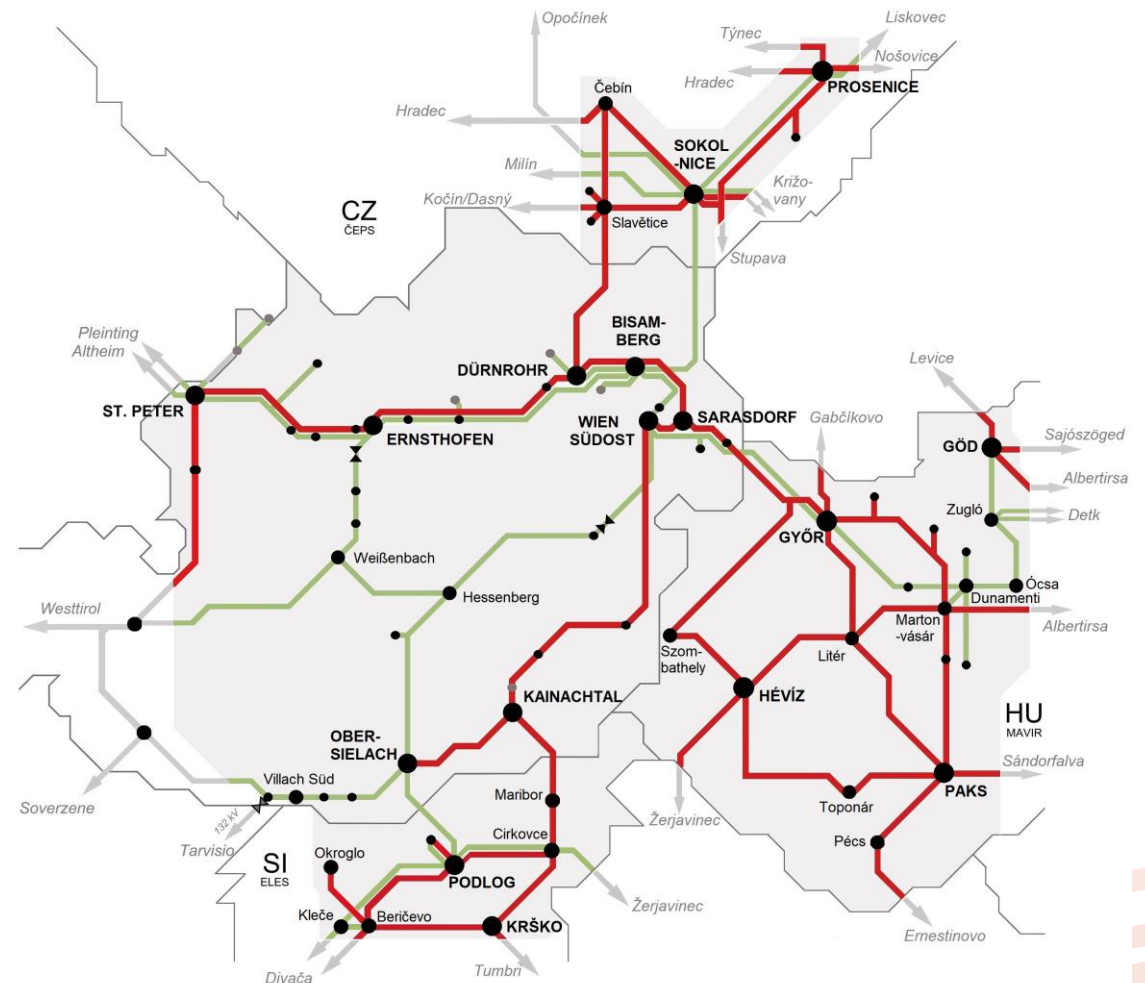 Opočínek
Týnec
Liskovec
Hradec
Nošovice
PROSENICE
Čebín
Hradec
SOKOL
-NICE
Milín
Križo-
vany
Kočín/Dasný
CZ
ČEPS
Slavětice
Stupava
BISAM-
BERG
Pleinting
Altheim
DÜRNROHR
Levice
ST. PETER
ERNSTHOFEN
WIEN
SÜDOST
SARASDORF
Gabčíkovo
GÖD
Sajószöged
Albertirsa
Zugló
Detk
GYŐR
Weißenbach
Hessenberg
Ócsa
Dunamenti
Westtirol
Marton
-vásár
Albertirsa
Szom-
bathely
Litér
KAINACHTAL
HÉVÍZ
HU
MAVIR
OBER-
SIELACH
Sándorfalva
PAKS
Villach Süd
Maribor
Toponár
Soverzene
132 kV
Žerjavinec
Pécs
Tarvisio
Cirkovce
SI
ELES
Okroglo
PODLOG
Žerjavinec
Kleče
Beričevo
KRŠKO
Ernestinovo
Divača
Tumbri